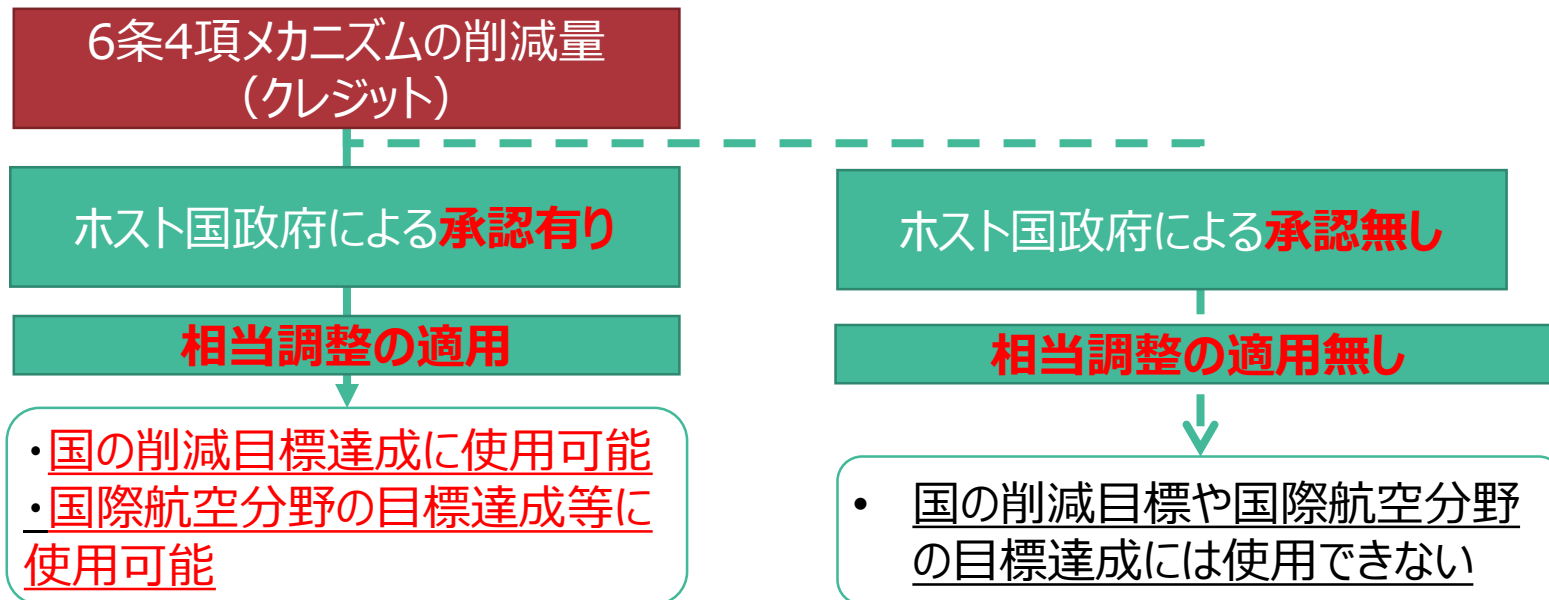 6条4項メカニズムの削減量
（クレジット）
ホスト国政府による承認有り
ホスト国政府による承認無し
相当調整の適用
相当調整の適用無し
・国の削減目標達成に使用可能
・国際航空分野の目標達成等に
使用可能
• 国の削減目標や国際航空分野
の目標達成には使用できない